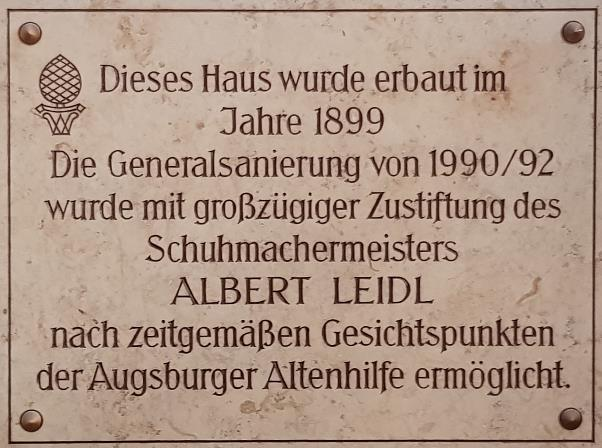 Dieses Haus wurde erbaut im
Jahre 1899
Die Generalsanierung von 1990/92
wurde mit großzügiger Zustiftung des
Schuhmachermeisters
ALBERT LEIDL
nach zeitgemäßen Gesichtspunkten
der Augsburger Altenhilfe ermöglicht.